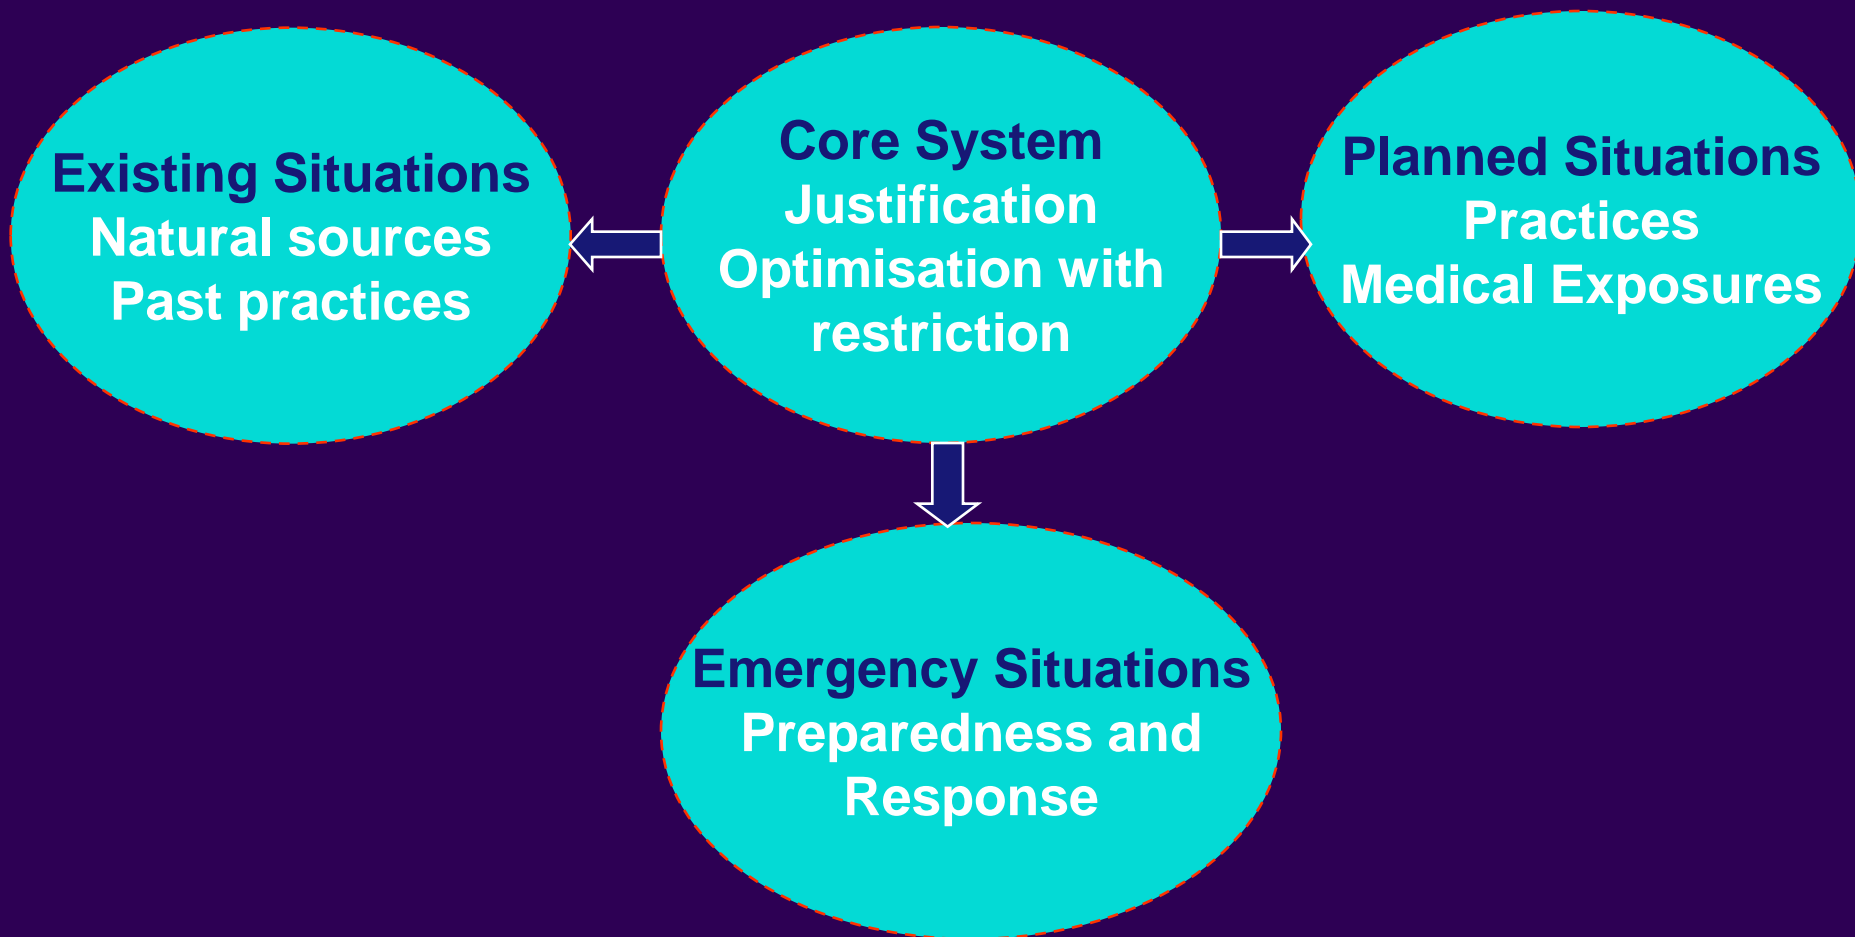 Existing Situations
Natural sources
Past practices
Core System
Justification
Optimisation with
restriction
Planned Situations
Practices
Medical Exposures
Emergency Situations
Preparedness and
Response